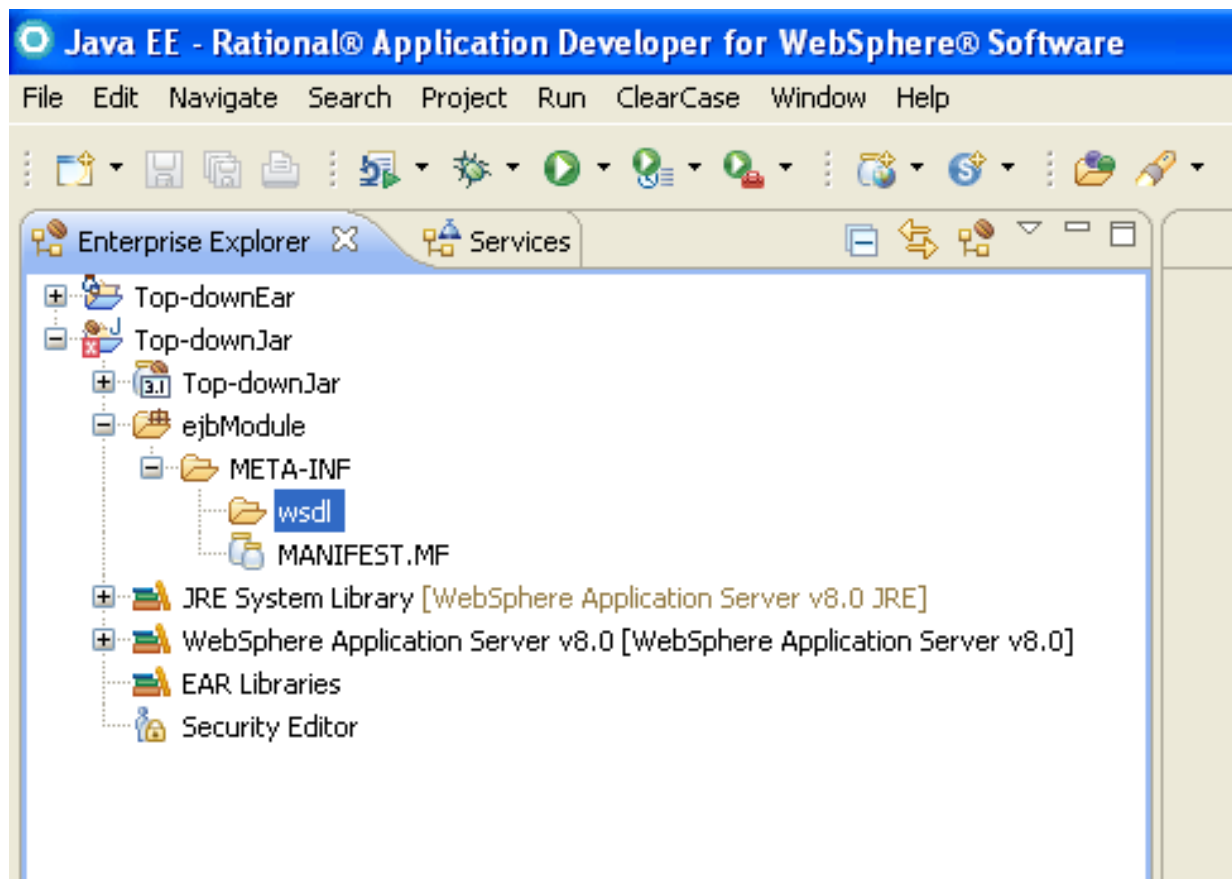 Java EE - Rational® Application Developer for WebSphere® Software
File Edit Navigate Search Project Run ClearCase Window Help
Enterprise Explorer Services
Top-downEar
Top-downJar
3.1 Top-downJar
ejbModule
META-INF
wsdl
MANIFEST.MF
JRE System Library [WebSphere Application Server v8.0 JRE]
WebSphere Application Server v8.0 [WebSphere Application Server v8.0]
EAR Libraries
Security Editor